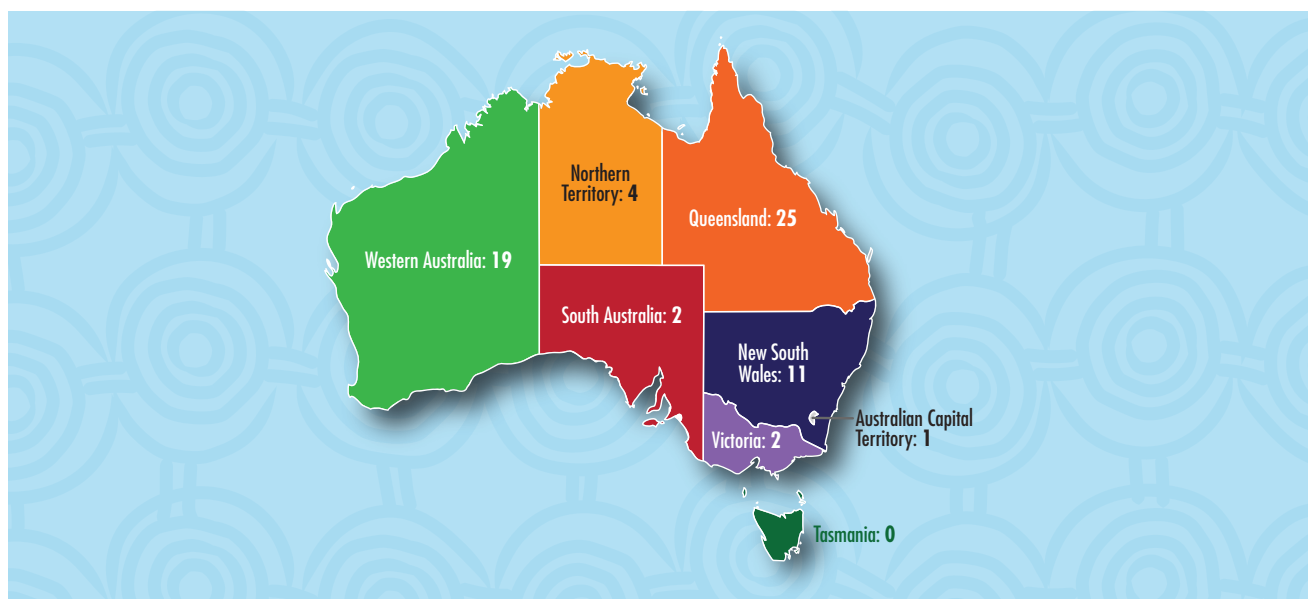 Northern
Territory: 4
Queensland: 25
Western Australia: 19
South Australia: 2
New South
Wales: 11
Australian Capital
Territory: 1
Victoria: 2
Tasmania: 0